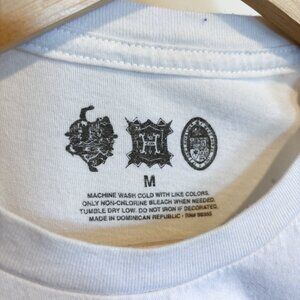 H
M
MACHINE WASH COLD WITH LIKE COLORS.
ONLY NON-CHLORINE BLEACH WHEN NEEDED.
TUMBLE DRY LOW. DO NOT IRON IF DECORATED.
MADE IN DOMINICAN REPUBLIC - RN#